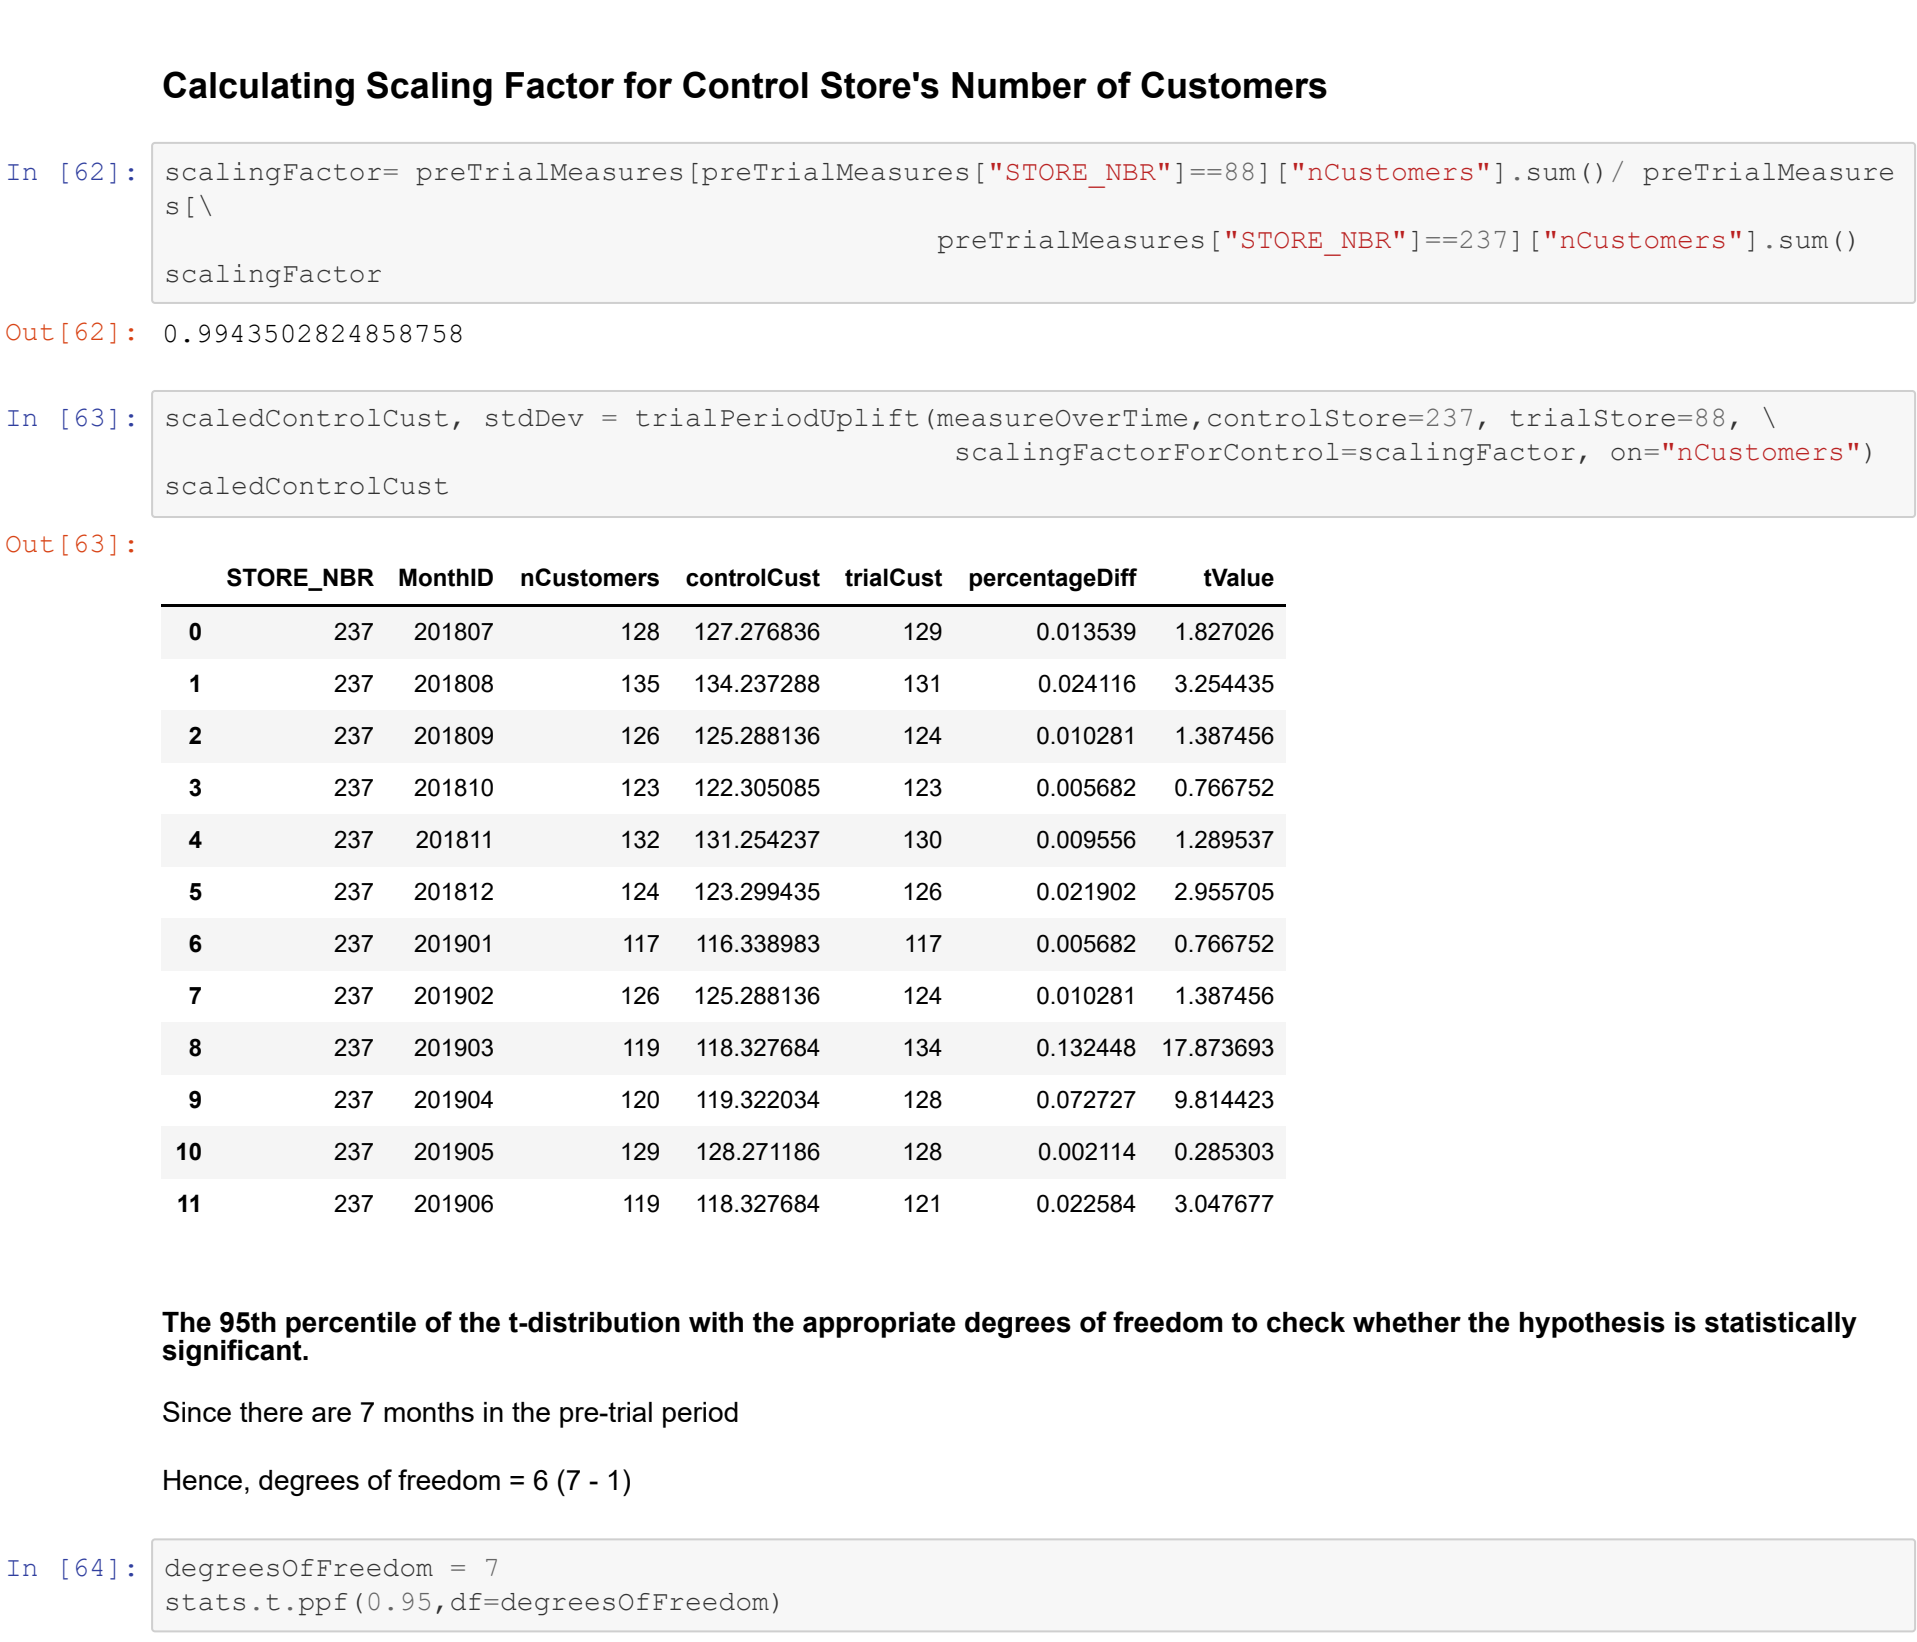 Calculating Scaling Factor for Control Store's Number of Customers
In [62]: scalingFactor= preTrialMeasures[preTrialMeasures["STORE_NBR"]==88]["nCustomers"].sum()/ preTrialMeasure
s[\
preTrialMeasures["STORE_NBR"]==237]["nCustomers"].sum()
scalingFactor
Out[62]: 0.9943502824858758
In [63]: scaledControlCust, stdDev = trialPeriodUplift(measureOverTime,controlStore=237, trialStore=88, \
scalingFactorForControl=scalingFactor, on="nCustomers")
scaledControlCust
Out[63]:
STORE_NBR MonthID nCustomers controlCust trialCust percentageDiff tValue
0 237 201807 128 127.276836 129 0.013539 1.827026
1 237 201808 135 134.237288 131 0.024116 3.254435
2 237 201809 126 125.288136 124 0.010281 1.387456
3 237 201810 123 122.305085 123 0.005682 0.766752
4 237 201811 132 131.254237 130 0.009556 1.289537
5 237 201812 124 123.299435 126 0.021902 2.955705
6 237 201901 117 116.338983 117 0.005682 0.766752
7 237 201902 126 125.288136 124 0.010281 1.387456
8 237 201903 119 118.327684 134 0.132448 17.873693
9 237 201904 120 119.322034 128 0.072727 9.814423
10 237 201905 129 128.271186 128 0.002114 0.285303
11 237 201906 119 118.327684 121 0.022584 3.047677
The 95th percentile of the t-distribution with the appropriate degrees of freedom to check whether the hypothesis is statistically
significant.
Since there are 7 months in the pre-trial period
Hence, degrees of freedom = 6 (7 - 1)
In [64]: degreesOfFreedom = 7
stats.t.ppf(0.95,df=degreesOfFreedom)